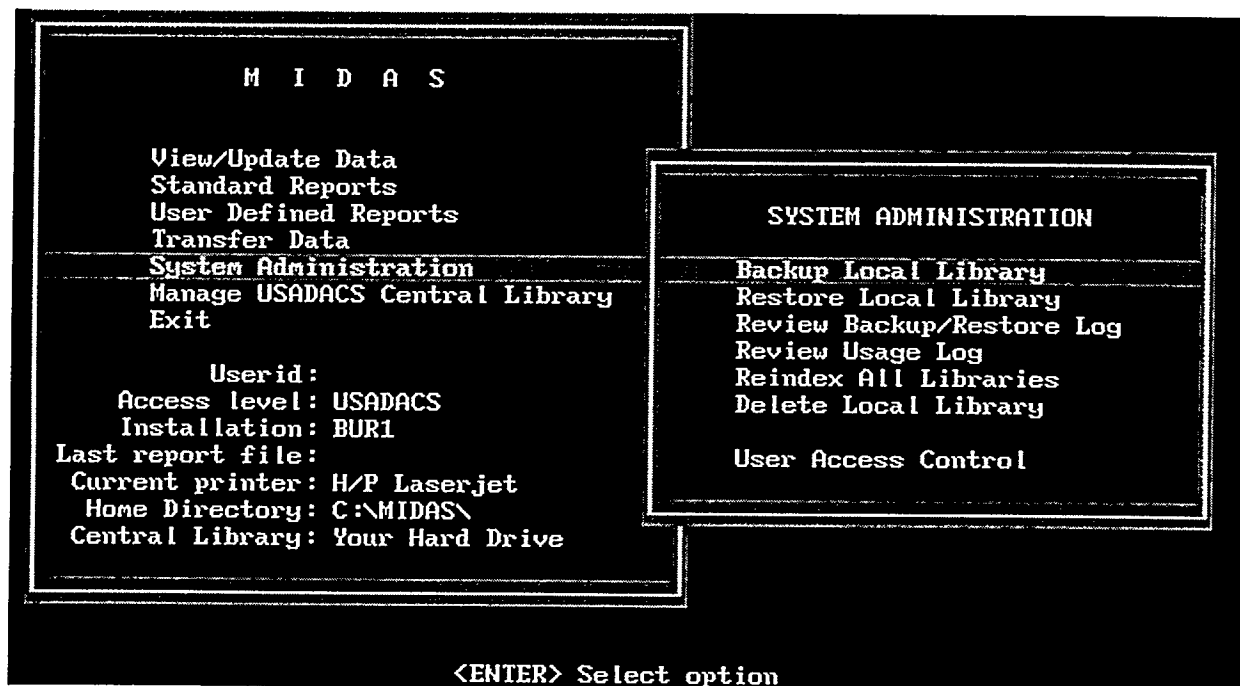 M I D A S
View/Update Data
Standard Reports
User Defined Reports
Transfer Data
System Administration
Manage USADACS Central Library
Exit
Userid:
Access level: USADACS
Installation: BUR1
Last report file:
Current printer: H/P Laserjet
Home Directory: C:\MIDAS\
Central Library: Your Hard Drive
SYSTEM ADMINISTRATION
Backup Local Library
Restore Local Library
Review Backup/Restore Log
Review Usage Log
Reindex All Libraries
Delete Local Library
User Access Control
<ENTER> Select option